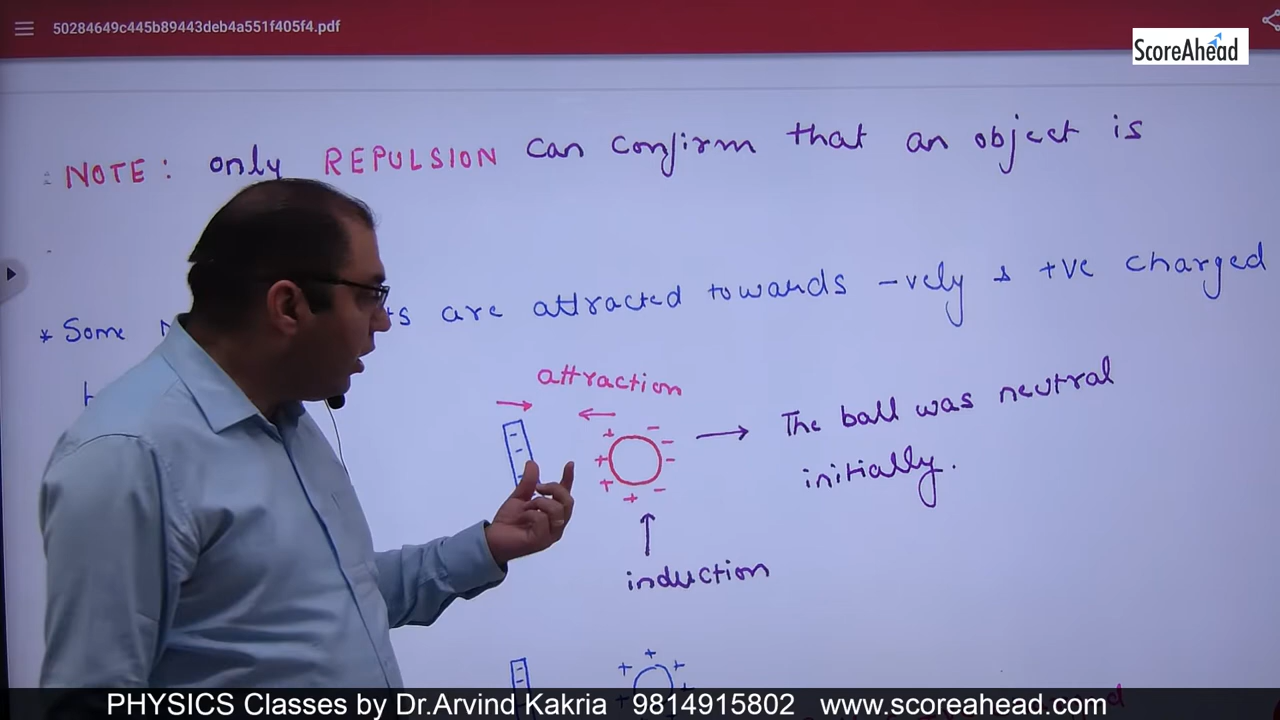 50284649c445b89443deb4a551f405f4.pdf
ScoreAhead
NOTE: only REPULSION can confirm that an object is
* Some are attracted towards -vely & +ve charged
attraction
The ball was neutral
initially.
induction
PHYSICS Classes by Dr.Arvind Kakria 9814915802 www.scoreahead.com